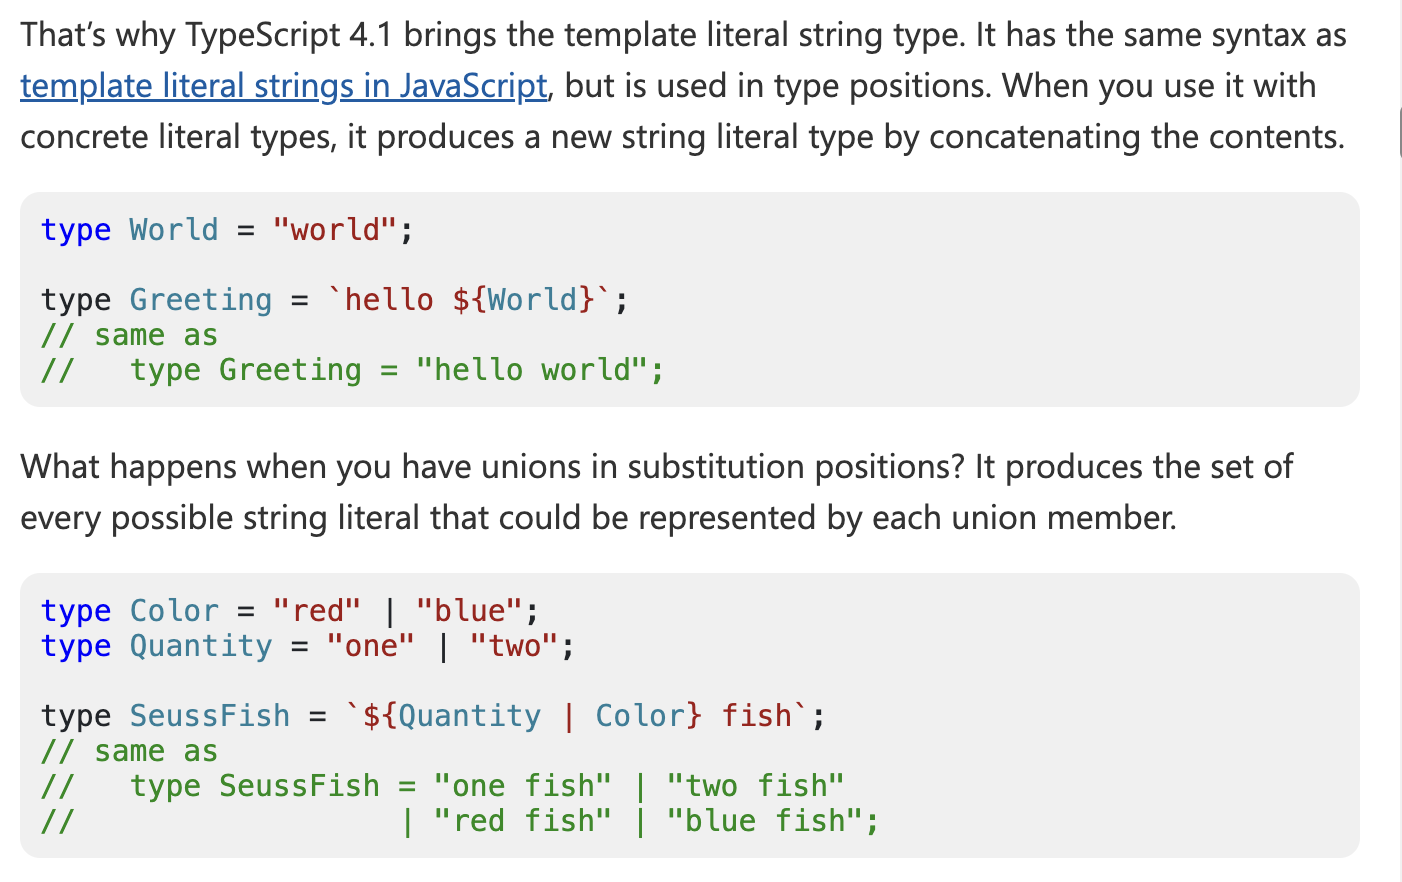 That’s why TypeScript 4.1 brings the template literal string type. It has the same syntax as
template literal strings in JavaScript, but is used in type positions. When you use it with
concrete literal types, it produces a new string literal type by concatenating the contents.
type World = "world";
type Greeting = `hello ${World}`;
// same as
//   type Greeting = "hello world";
What happens when you have unions in substitution positions? It produces the set of
every possible string literal that could be represented by each union member.
type Color = "red" | "blue";
type Quantity = "one" | "two";
type SeussFish = `${Quantity | Color} fish`;
// same as
//   type SeussFish = "one fish" | "two fish"
//                  | "red fish" | "blue fish";